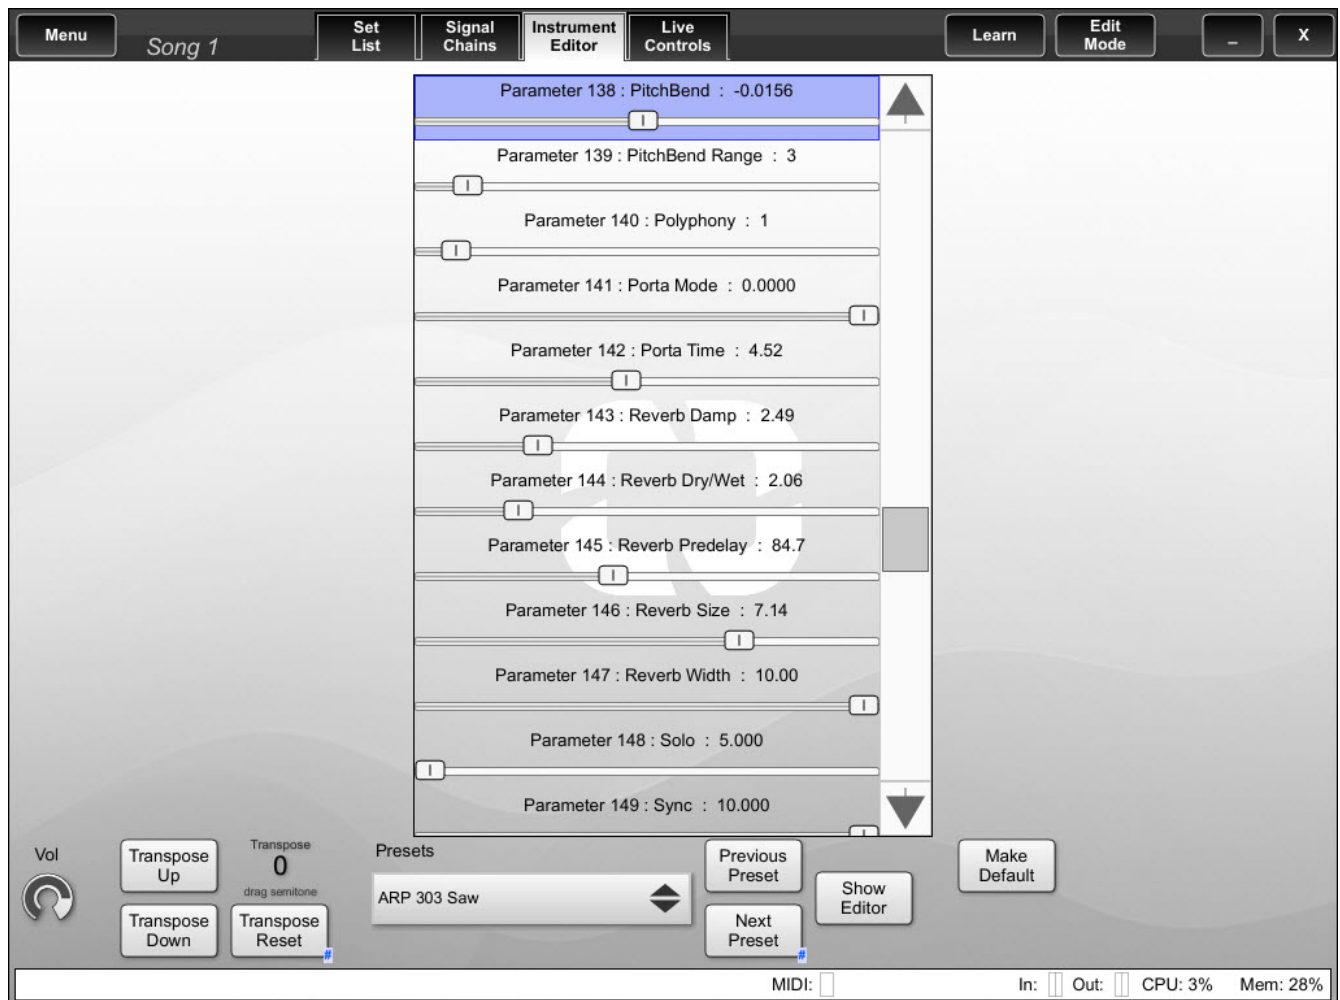 Menu
Song 1
Set
List
Signal
Chains
Instrument
Editor
Live
Controls
Learn
Edit
Mode
_
X
Parameter 138 : PitchBend : -0.0156
Parameter 139 : PitchBend Range : 3
Parameter 140 : Polyphony : 1
Parameter 141 : Porta Mode : 0.0000
Parameter 142 : Porta Time : 4.52
Parameter 143 : Reverb Damp : 2.49
Parameter 144 : Reverb Dry/Wet : 2.06
Parameter 145 : Reverb Predelay : 84.7
Parameter 146 : Reverb Size : 7.14
Parameter 147 : Reverb Width : 10.00
Parameter 148 : Solo : 5.000
Parameter 149 : Sync : 10.000
Vol
Transpose
Up
Transpose
0
drag semitone
Transpose
Down
Transpose
Reset
#
Presets
ARP 303 Saw
Previous
Preset
Next
Preset
#
Show
Editor
Make
Default
MIDI:
In:
Out:
CPU: 3%
Mem: 28%